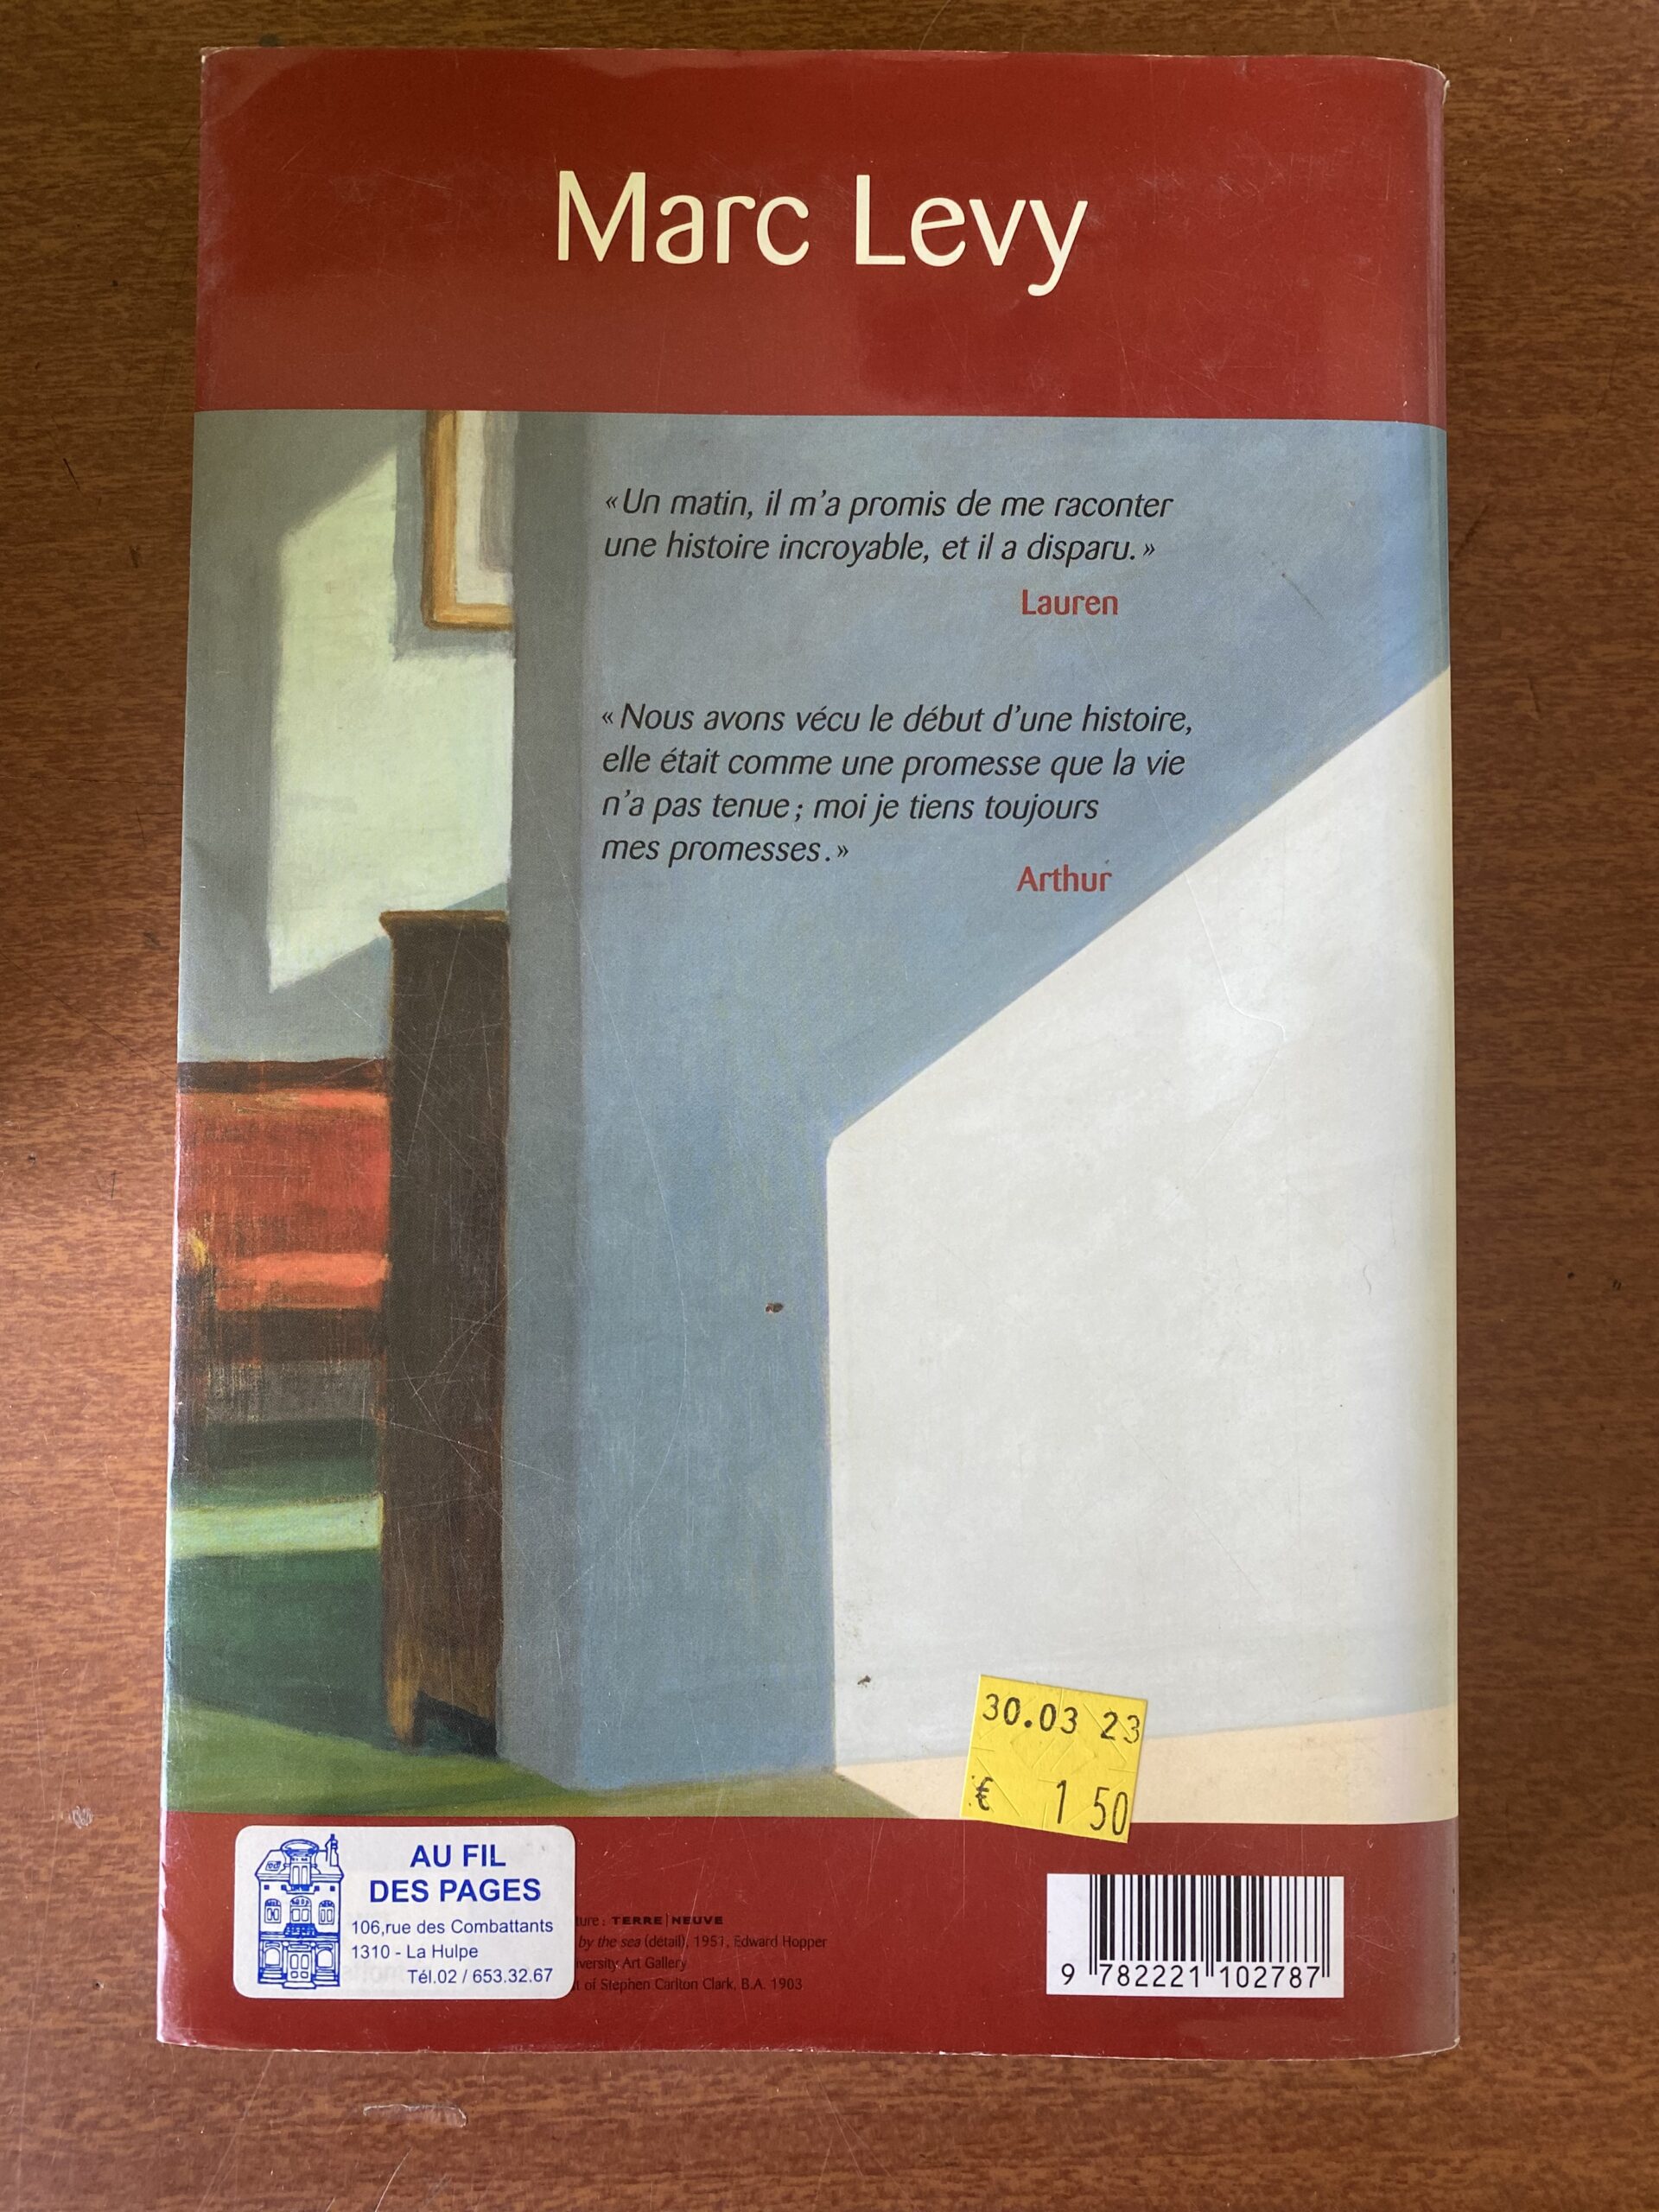 Marc Levy
« Un matin, il m'a promis de me raconter
une histoire incroyable, et il a disparu. »
Lauren
« Nous avons vécu le début d'une histoire,
elle était comme une promesse que la vie
n'a pas tenue ; moi je tiens toujours
mes promesses. »
Arthur
30.03 23
€ 1 50
AU FIL
DES PAGES
106,rue des Combattants
1310 - La Hulpe
Tél.02 / 653.32.67
ture : TERRE|NEUVE
by the sea (détail), 1951, Edward Hopper
iversity Art Gallery
t of Stephen Carlton Clark, B.A. 1903
9 782221 102787